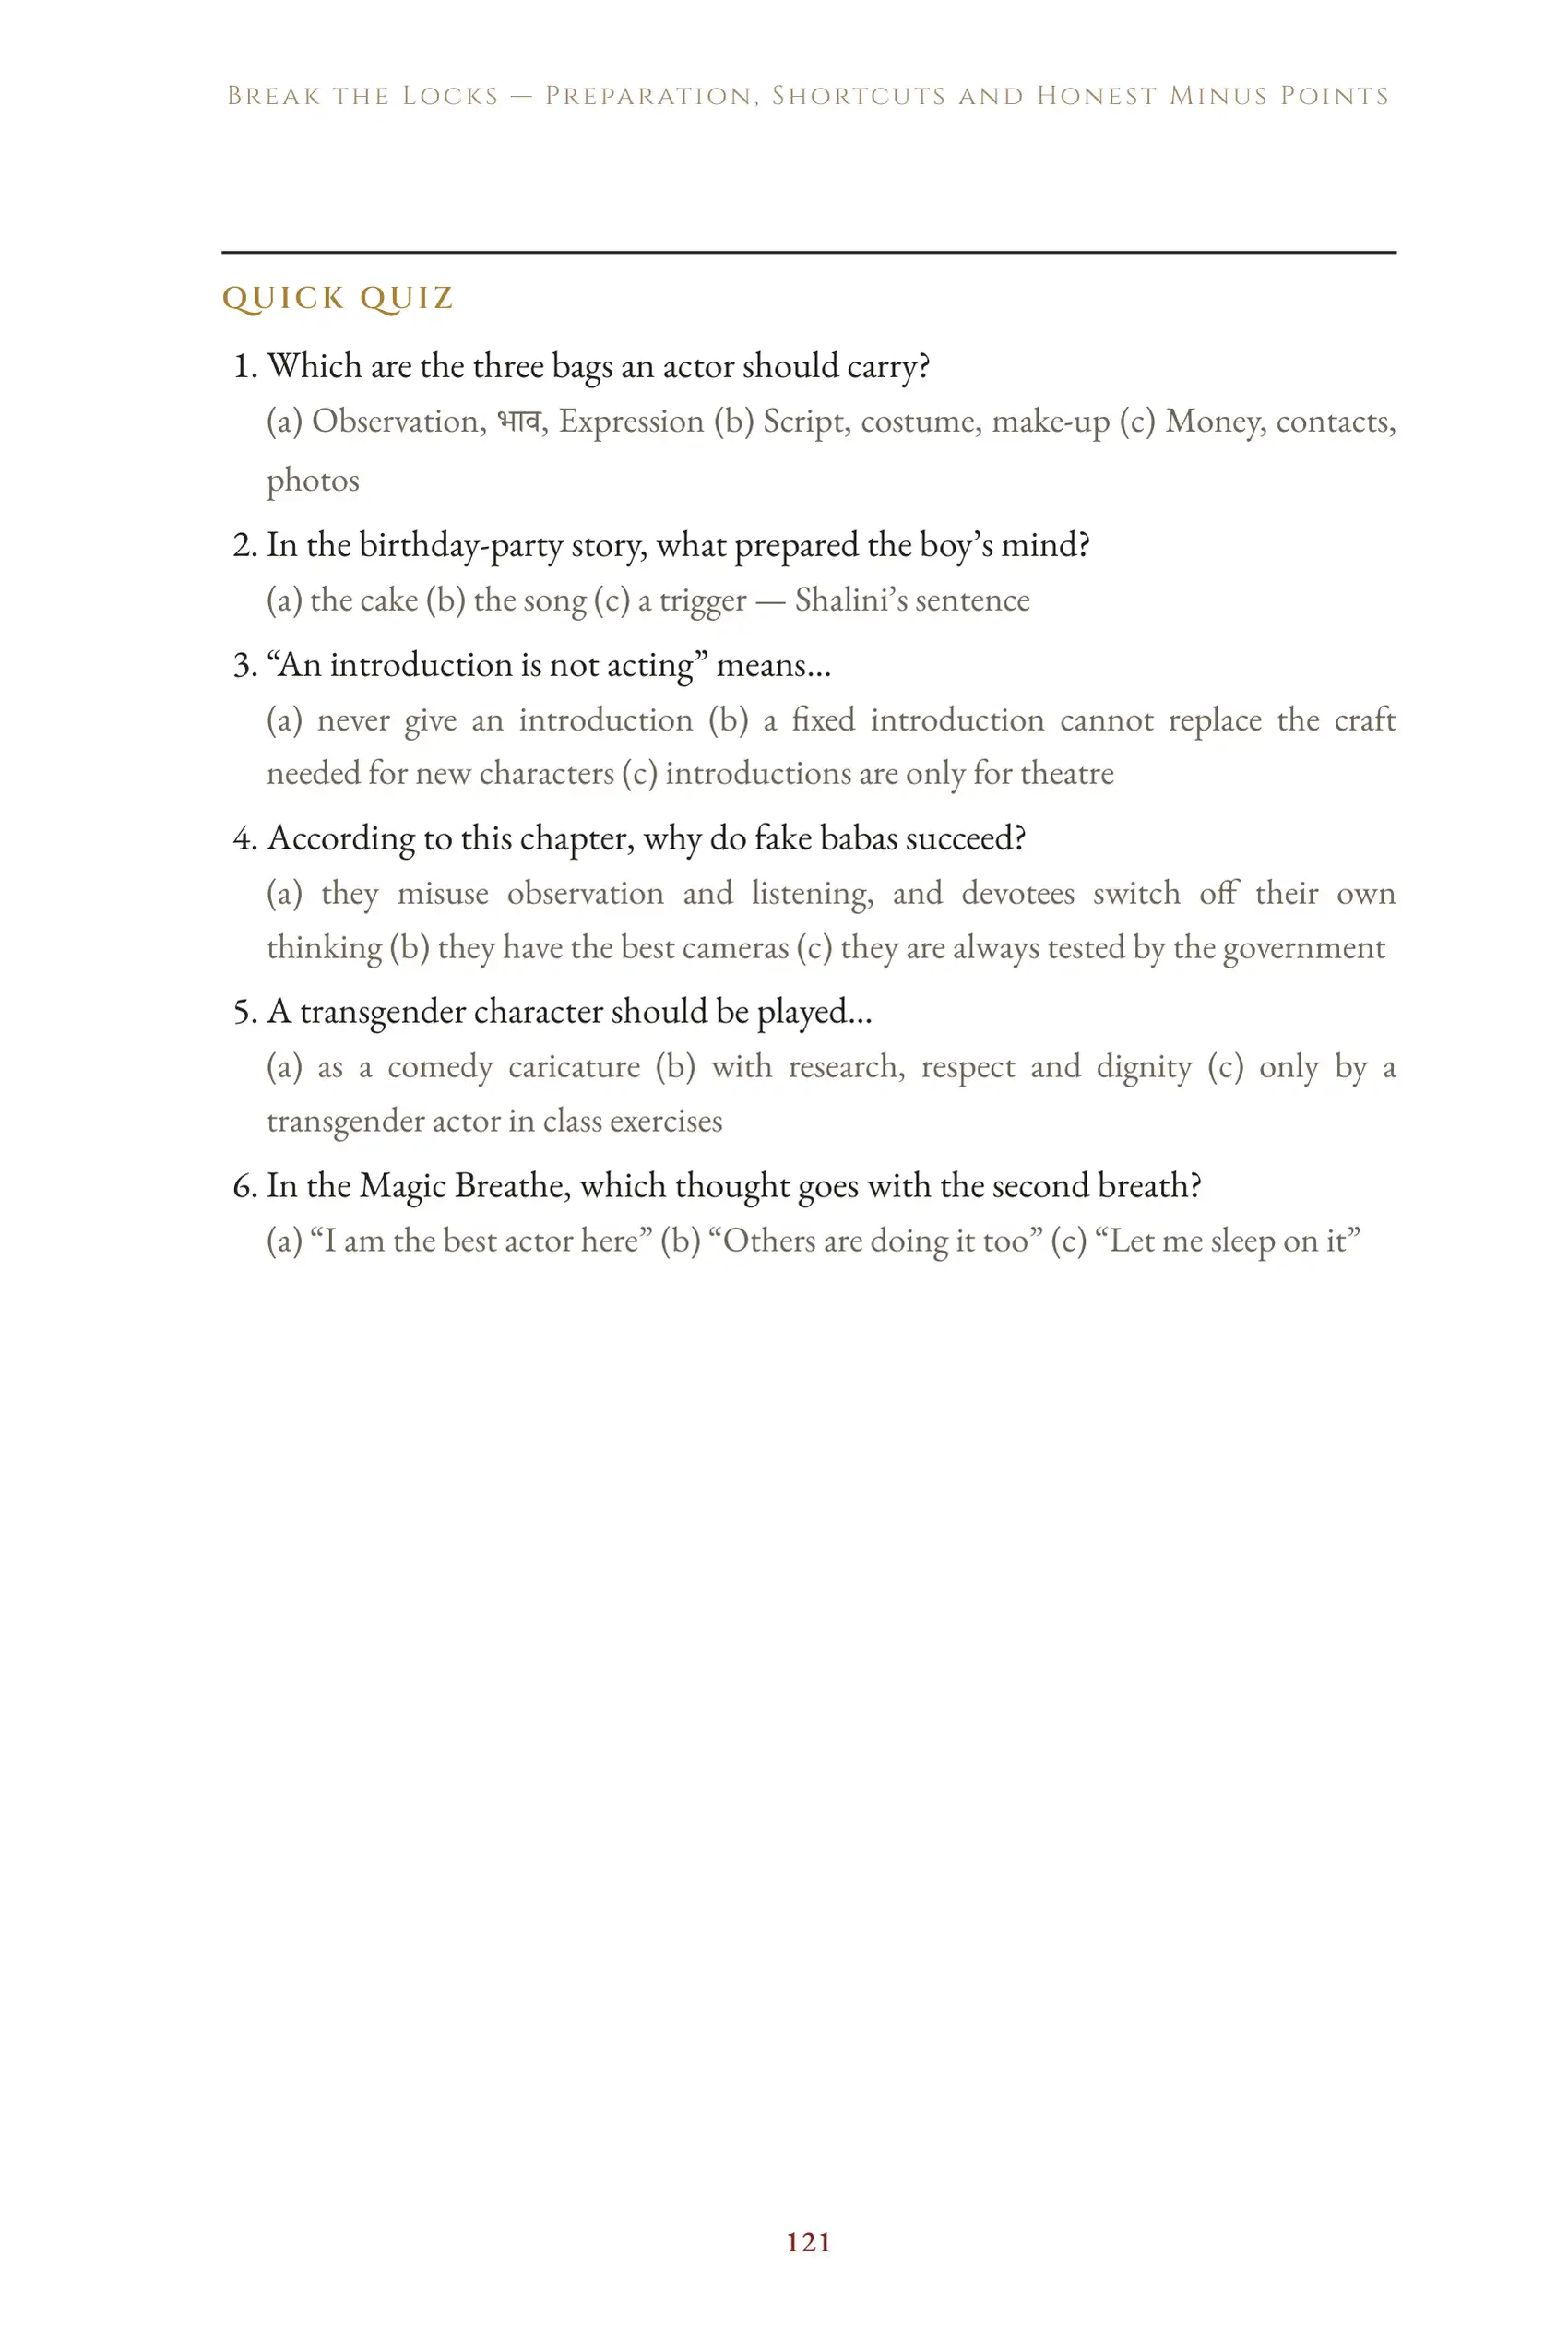 Break the Locks — Preparation, Shortcuts and Honest Minus Points
QUICK QUIZ
1. Which are the three bags an actor should carry?
(a) Observation, भाव, Expression (b) Script, costume, make-up (c) Money, contacts,
photos
2. In the birthday-party story, what prepared the boy’s mind?
(a) the cake (b) the song (c) a trigger — Shalini’s sentence
3. “An introduction is not acting” means…
(a) never give an introduction (b) a fixed introduction cannot replace the craft
needed for new characters (c) introductions are only for theatre
4. According to this chapter, why do fake babas succeed?
(a) they misuse observation and listening, and devotees switch off their own
thinking (b) they have the best cameras (c) they are always tested by the government
5. A transgender character should be played…
(a) as a comedy caricature (b) with research, respect and dignity (c) only by a
transgender actor in class exercises
6. In the Magic Breathe, which thought goes with the second breath?
(a) “I am the best actor here” (b) “Others are doing it too” (c) “Let me sleep on it”
121